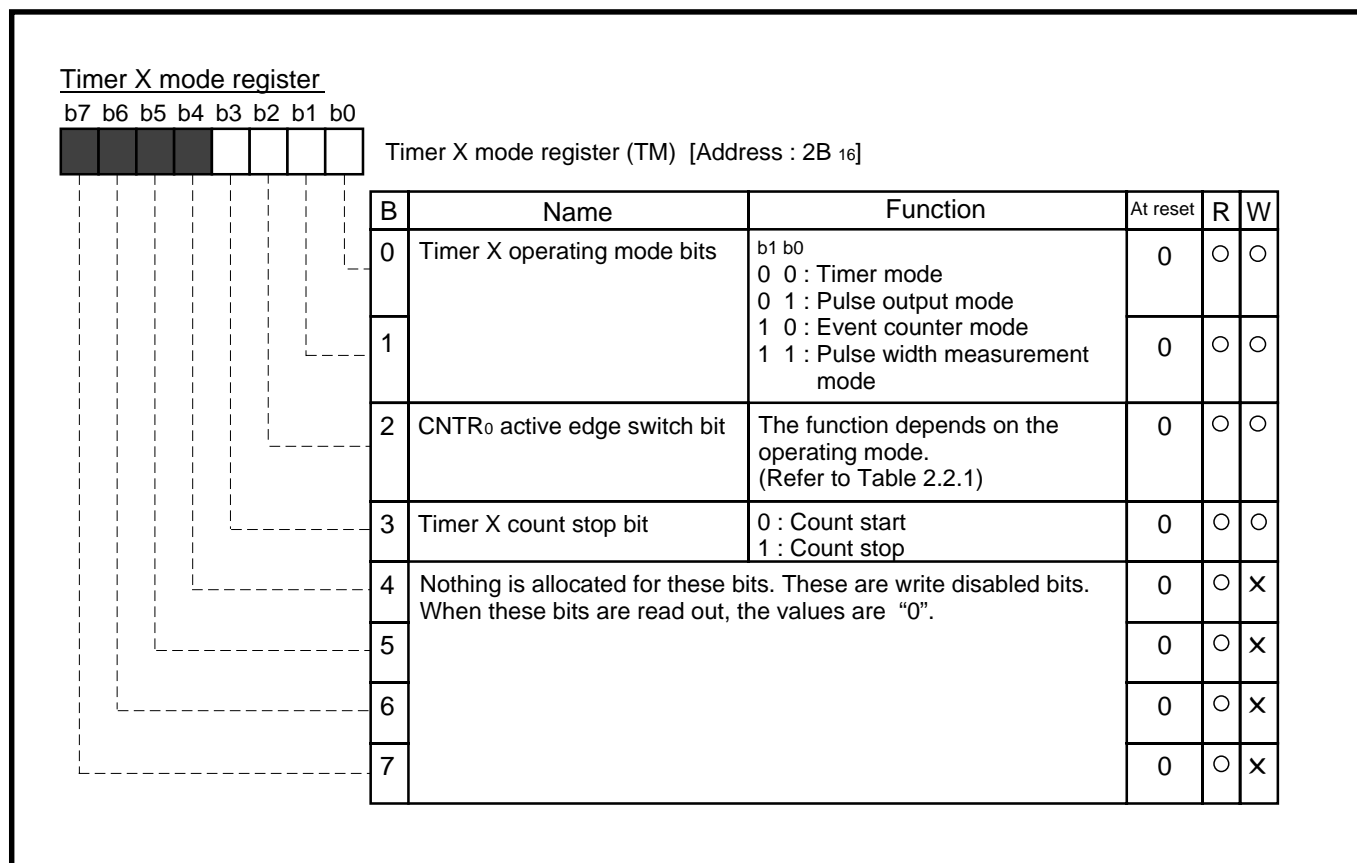 Timer X mode register
b7 b6 b5 b4 b3 b2 b1 b0
Timer X mode register (TM) [Address : 2B 16]
B Name Function At reset R W
0 Timer X operating mode bits b1 b0 0 ○ ○
0 0 : Timer mode
0 1 : Pulse output mode
1 0 : Event counter mode
1 0 ○ ○
1 1 : Pulse width measurement
mode
2 CNTR0 active edge switch bit The function depends on the 0 ○ ○
operating mode.
(Refer to Table 2.2.1)
3 Timer X count stop bit 0 : Count start 0 ○ ○
1 : Count stop
4 Nothing is allocated for these bits. These are write disabled bits. 0 ○ ×
When these bits are read out, the values are “0”.
5 0 ○ ×
6 0 ○ ×
7 0 ○ ×